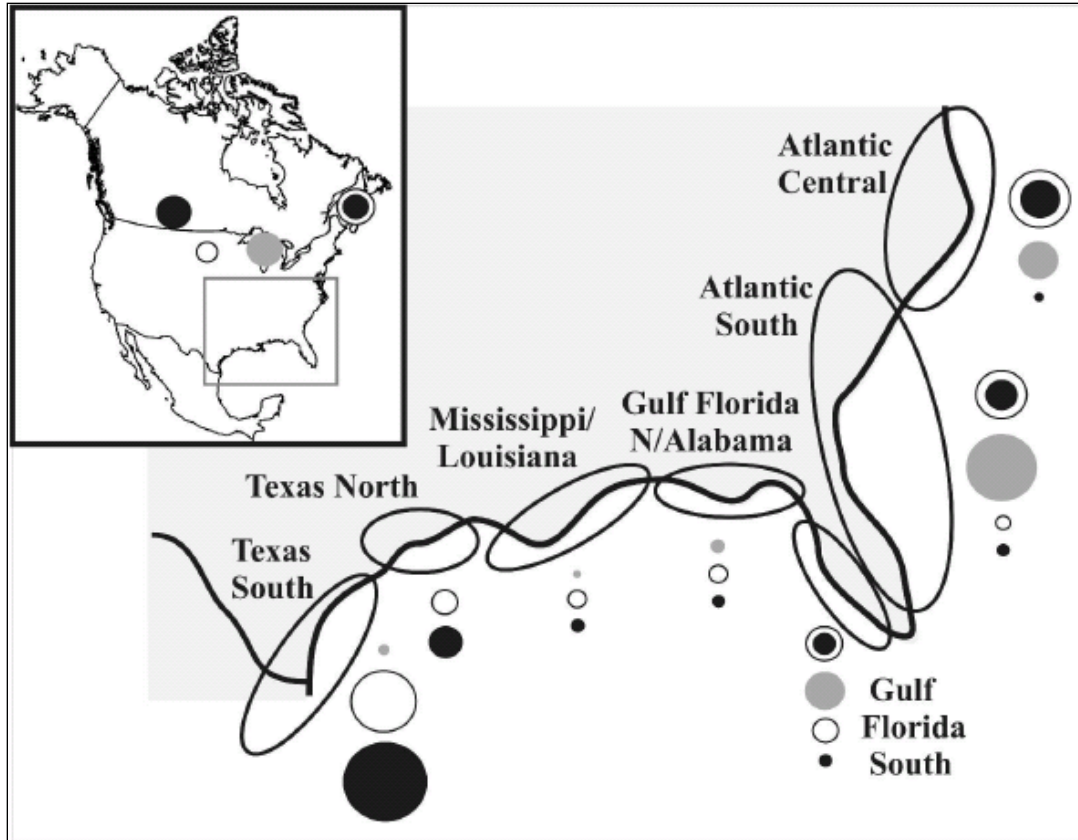 Atlantic
Central
Atlantic
South
Gulf Florida
N/Alabama
Mississippi/
Louisiana
Texas North
Texas
South
Gulf
Florida
South